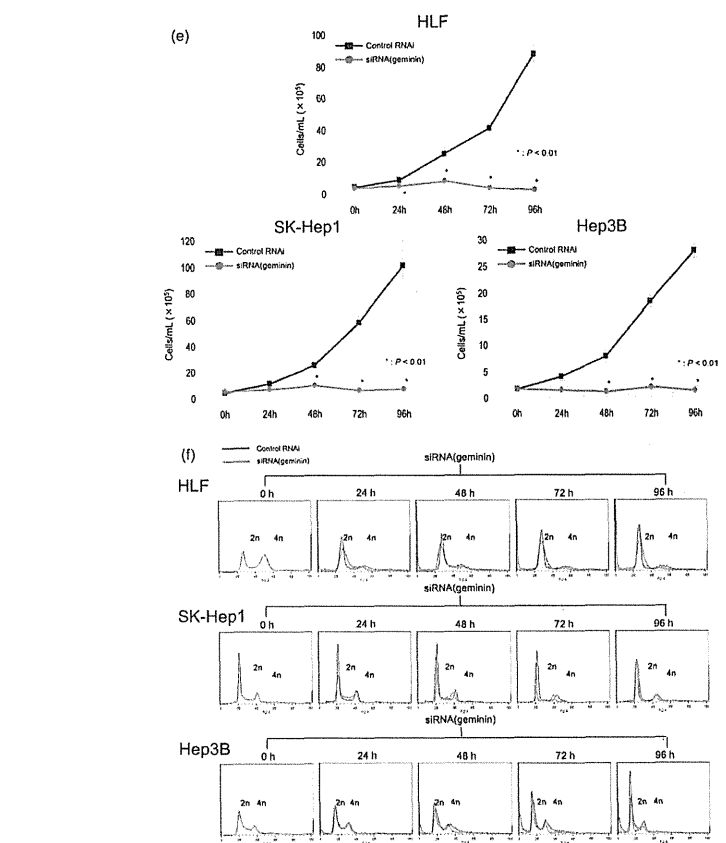 (e)
HLF
Control RNAi
siRNA(geminin)
Cells/mL (×10⁵)
100
80
60
40
20
0
* : P < 0.01
* * * * *
0h 24h 48h 72h 96h
SK-Hep1
Control RNAi
siRNA(geminin)
Cells/mL (×10⁵)
120
100
80
60
40
20
0
* : P < 0.01
* * *
0h 24h 48h 72h 96h
Hep3B
Control RNAi
siRNA(geminin)
Cells/mL (×10⁵)
30
25
20
15
10
5
0
* : P < 0.01
* * *
0h 24h 48h 72h 96h
(f)
Control RNAi
siRNA(geminin)
siRNA(geminin)
HLF
0 h 24 h 48 h 72 h 96 h
2n 4n 2n 4n 2n 4n 2n 4n 2n 4n
siRNA(geminin)
SK-Hep1
0 h 24 h 48 h 72 h 96 h
2n 4n 2n 4n 2n 4n 2n 4n 2n 4n
siRNA(geminin)
Hep3B
0 h 24 h 48 h 72 h 96 h
2n 4n 2n 4n 2n 4n 2n 4n 2n 4n